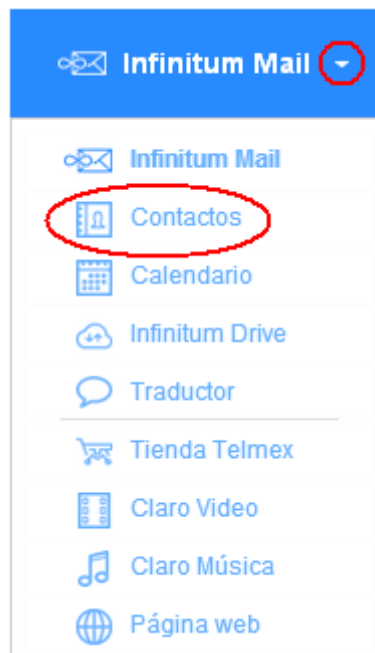 Infinitum Mail
Infinitum Mail
Contactos
Calendario
Infinitum Drive
Traductor
Tienda Telmex
Claro Video
Claro Música
Página web